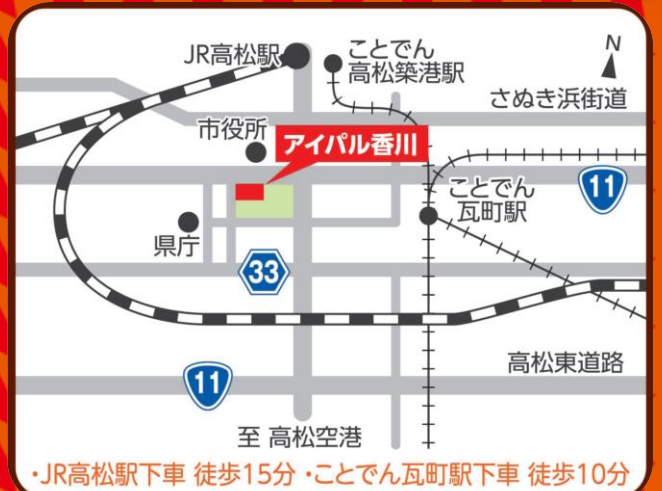 JR高松駅
ことでん
高松築港駅
N
さぬき浜街道
市役所
アイパル香川
ことでん
瓦町駅
11
県庁
33
高松東道路
11
至 高松空港
・JR高松駅下車 徒歩15分 ・ことでん瓦町駅下車 徒歩10分